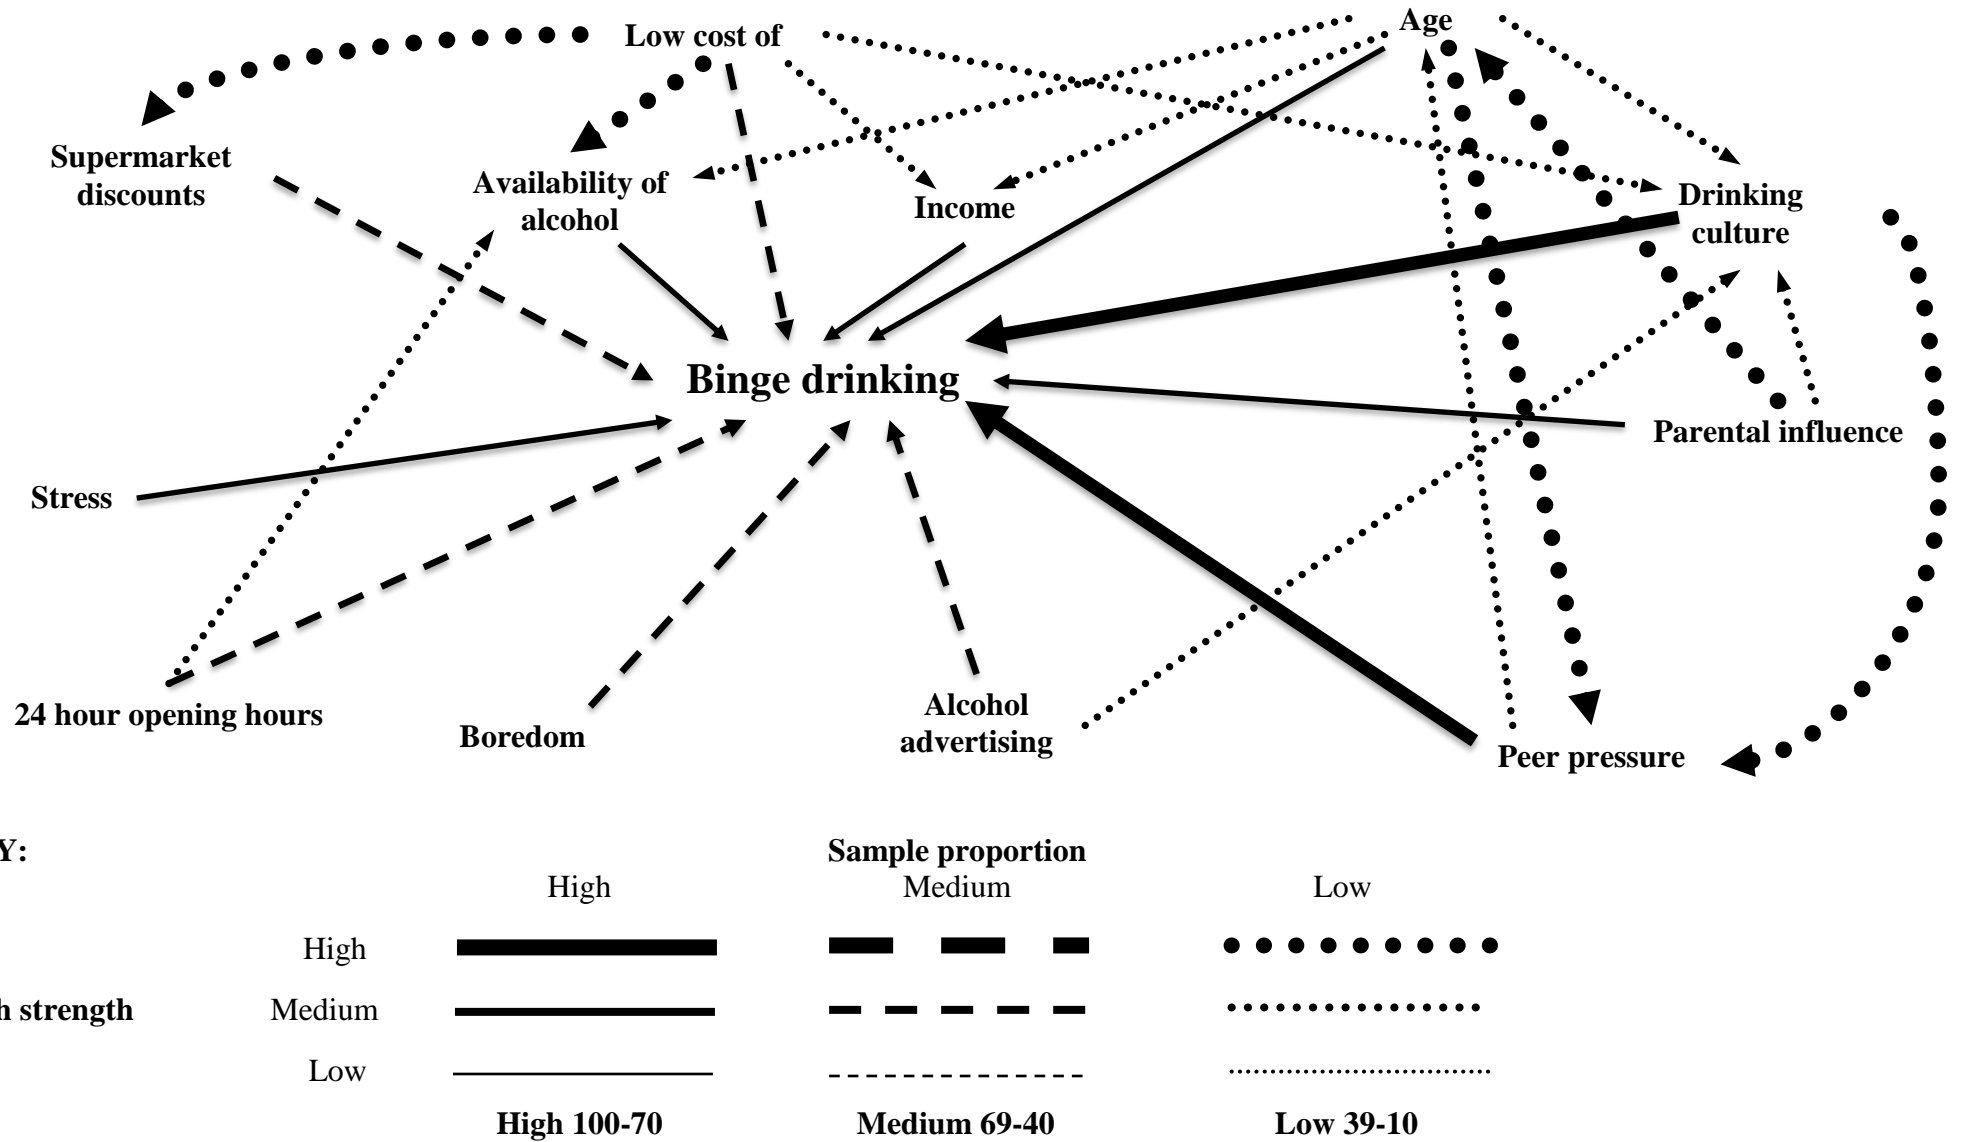 Low cost of
Age
Supermarket
discounts
Availability of
alcohol
Income
Drinking
culture
Binge drinking
Parental influence
Stress
24 hour opening hours
Boredom
Alcohol
advertising
Peer pressure
Y:
Sample proportion
High
Medium
Low
High
h strength
Medium
Low
High 100-70
Medium 69-40
Low 39-10